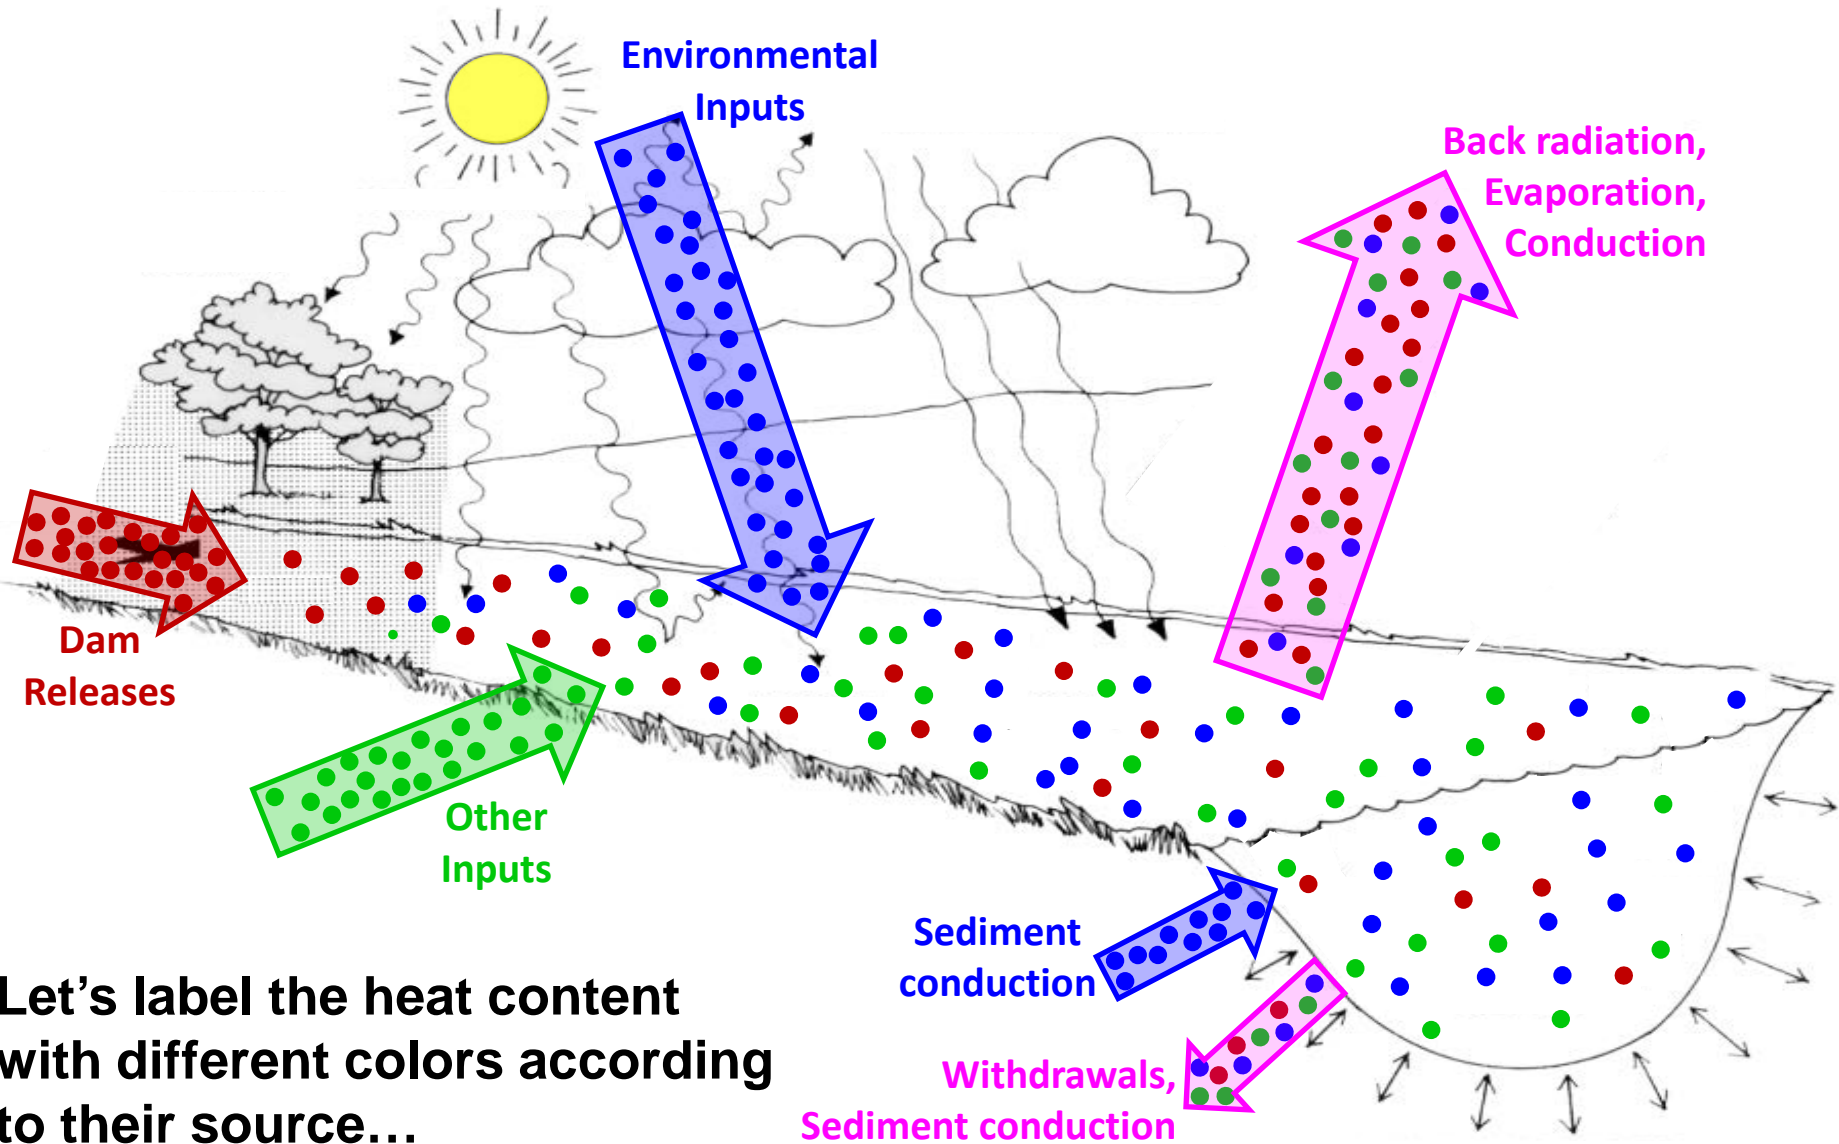 Environmental
Inputs
Back radiation,
Evaporation,
Conduction
Dam
Releases
Other
Inputs
Sediment
conduction
Withdrawals,
Sediment conduction
Let’s label the heat content
with different colors according
to their source…